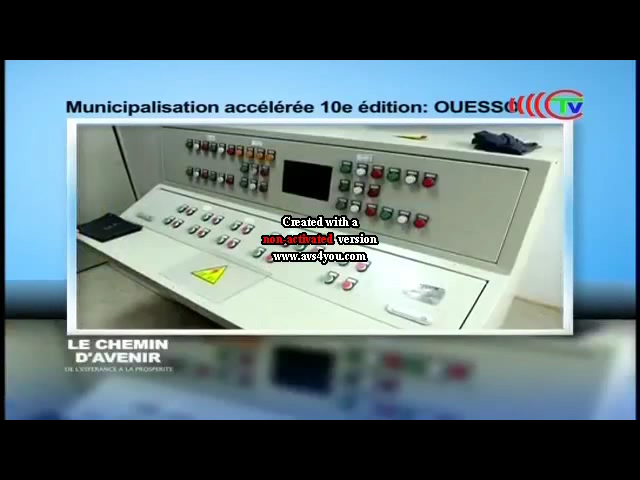 Municipalisation accélérée 10e édition: OUESSO
TV
Created with a
non-activated version
www.avs4you.com
LE CHEMIN
D'AVENIR
DE L'ESPERANCE A LA PROSPERITE